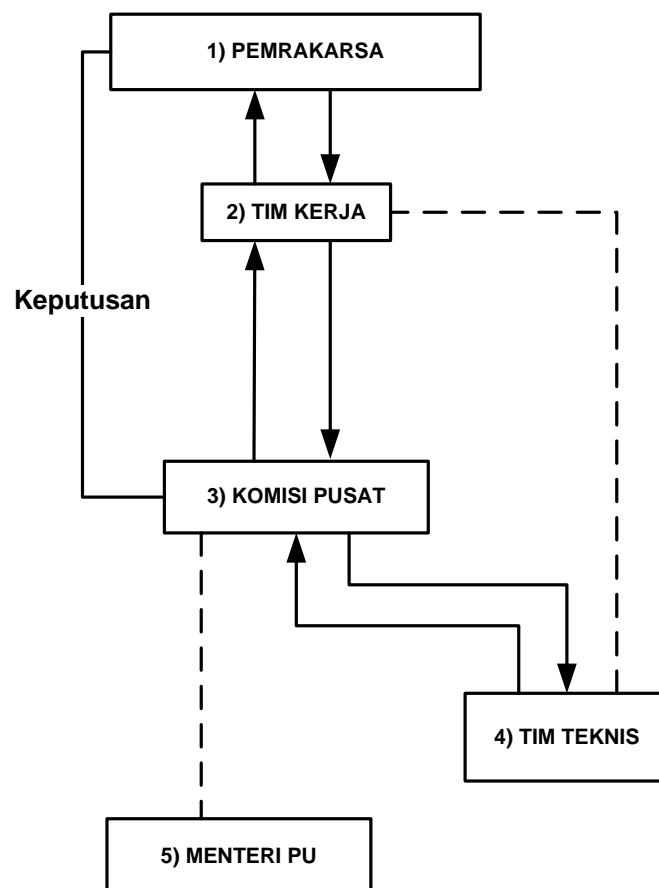 1) PEMRAKARSA
2) TIM KERJA
Keputusan
3) KOMISI PUSAT
4) TIM TEKNIS
5) MENTERI PU